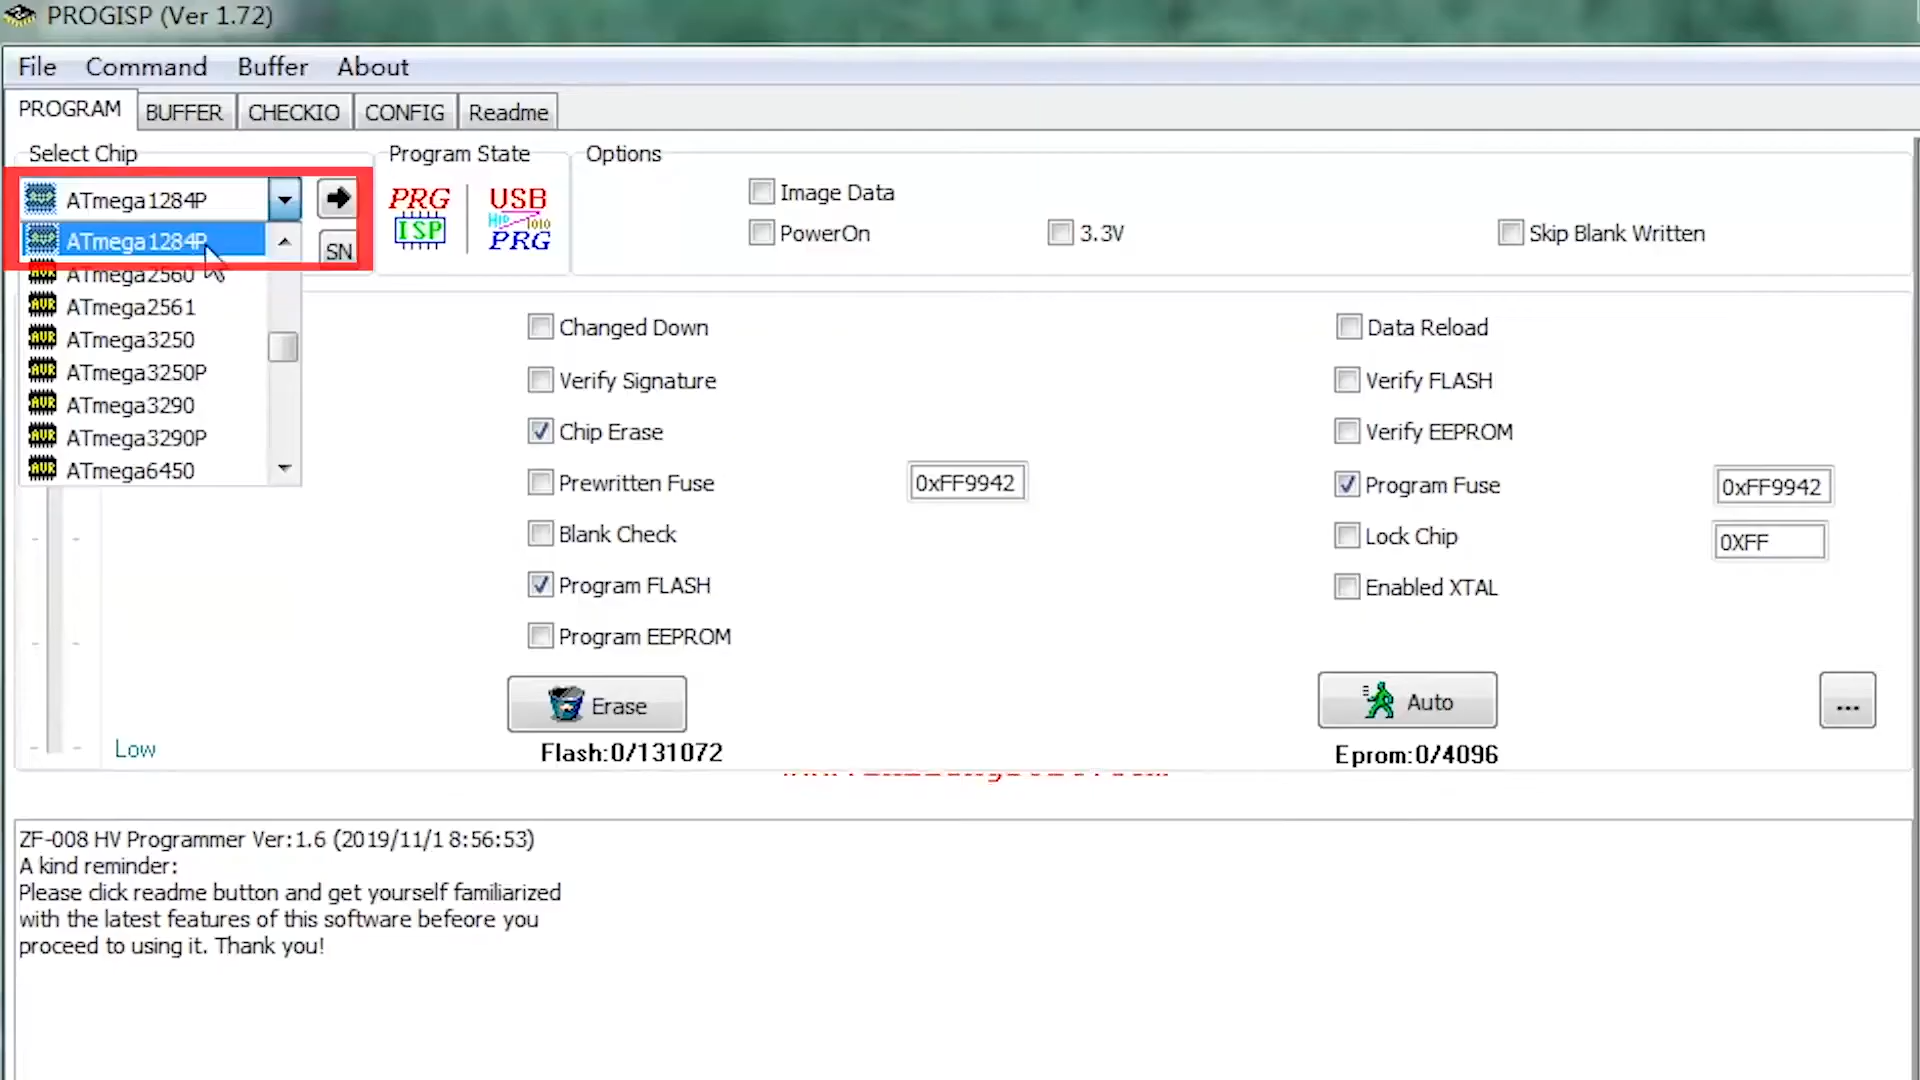 PROGISP (Ver 1.72)
File Command Buffer About
PROGRAM BUFFER CHECKIO CONFIG Readme
Select Chip Program State Options
ATmega1284P
ATmega1284P
SN
ATmega2560
ATmega2561
ATmega3250
ATmega3250P
ATmega3290
ATmega3290P
ATmega6450
PRG
ISP
USB
PRG
Image Data
PowerOn 3.3V Skip Blank Written
Changed Down Data Reload
Verify Signature Verify FLASH
Chip Erase Verify EEPROM
Prewritten Fuse 0xFF9942 Program Fuse 0xFF9942
Blank Check Lock Chip 0XFF
Program FLASH Enabled XTAL
Program EEPROM
Erase Auto ...
Low Flash:0/131072 Eprom:0/4096
ZF-008 HV Programmer Ver:1.6 (2019/11/1 8:56:53)
A kind reminder:
Please click readme button and get yourself familiarized
with the latest features of this software befeore you
proceed to using it. Thank you!